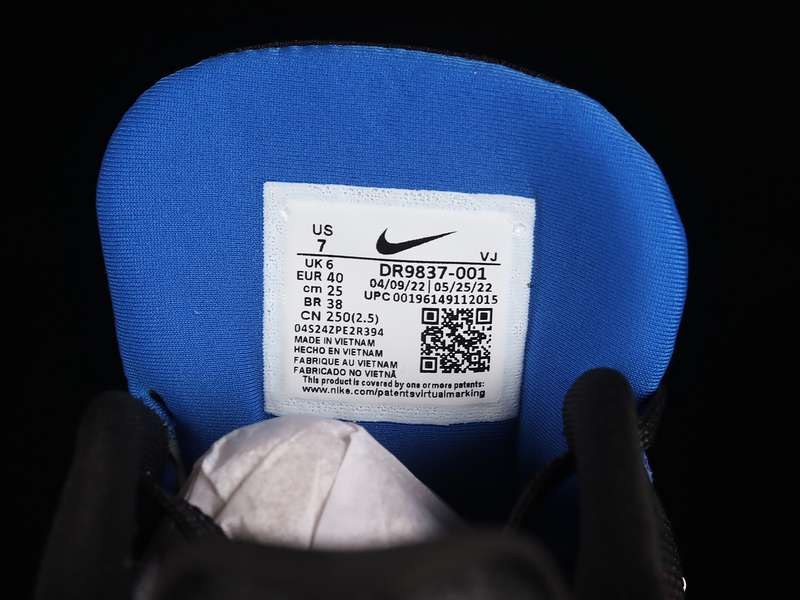 US
7
VJ
UK 6
EUR 40
cm 25
BR 38
CN 250(2.5)
DR9837-001
04/09/22 | 05/25/22
UPC 00196149112015
04S24ZPE2R394
MADE IN VIETNAM
HECHO EN VIETNAM
FABRIQUE AU VIETNAM
FABRICADO NO VIETNÃ
This product is covered by one or more patents:
www.nike.com/patentsvirtualmarking